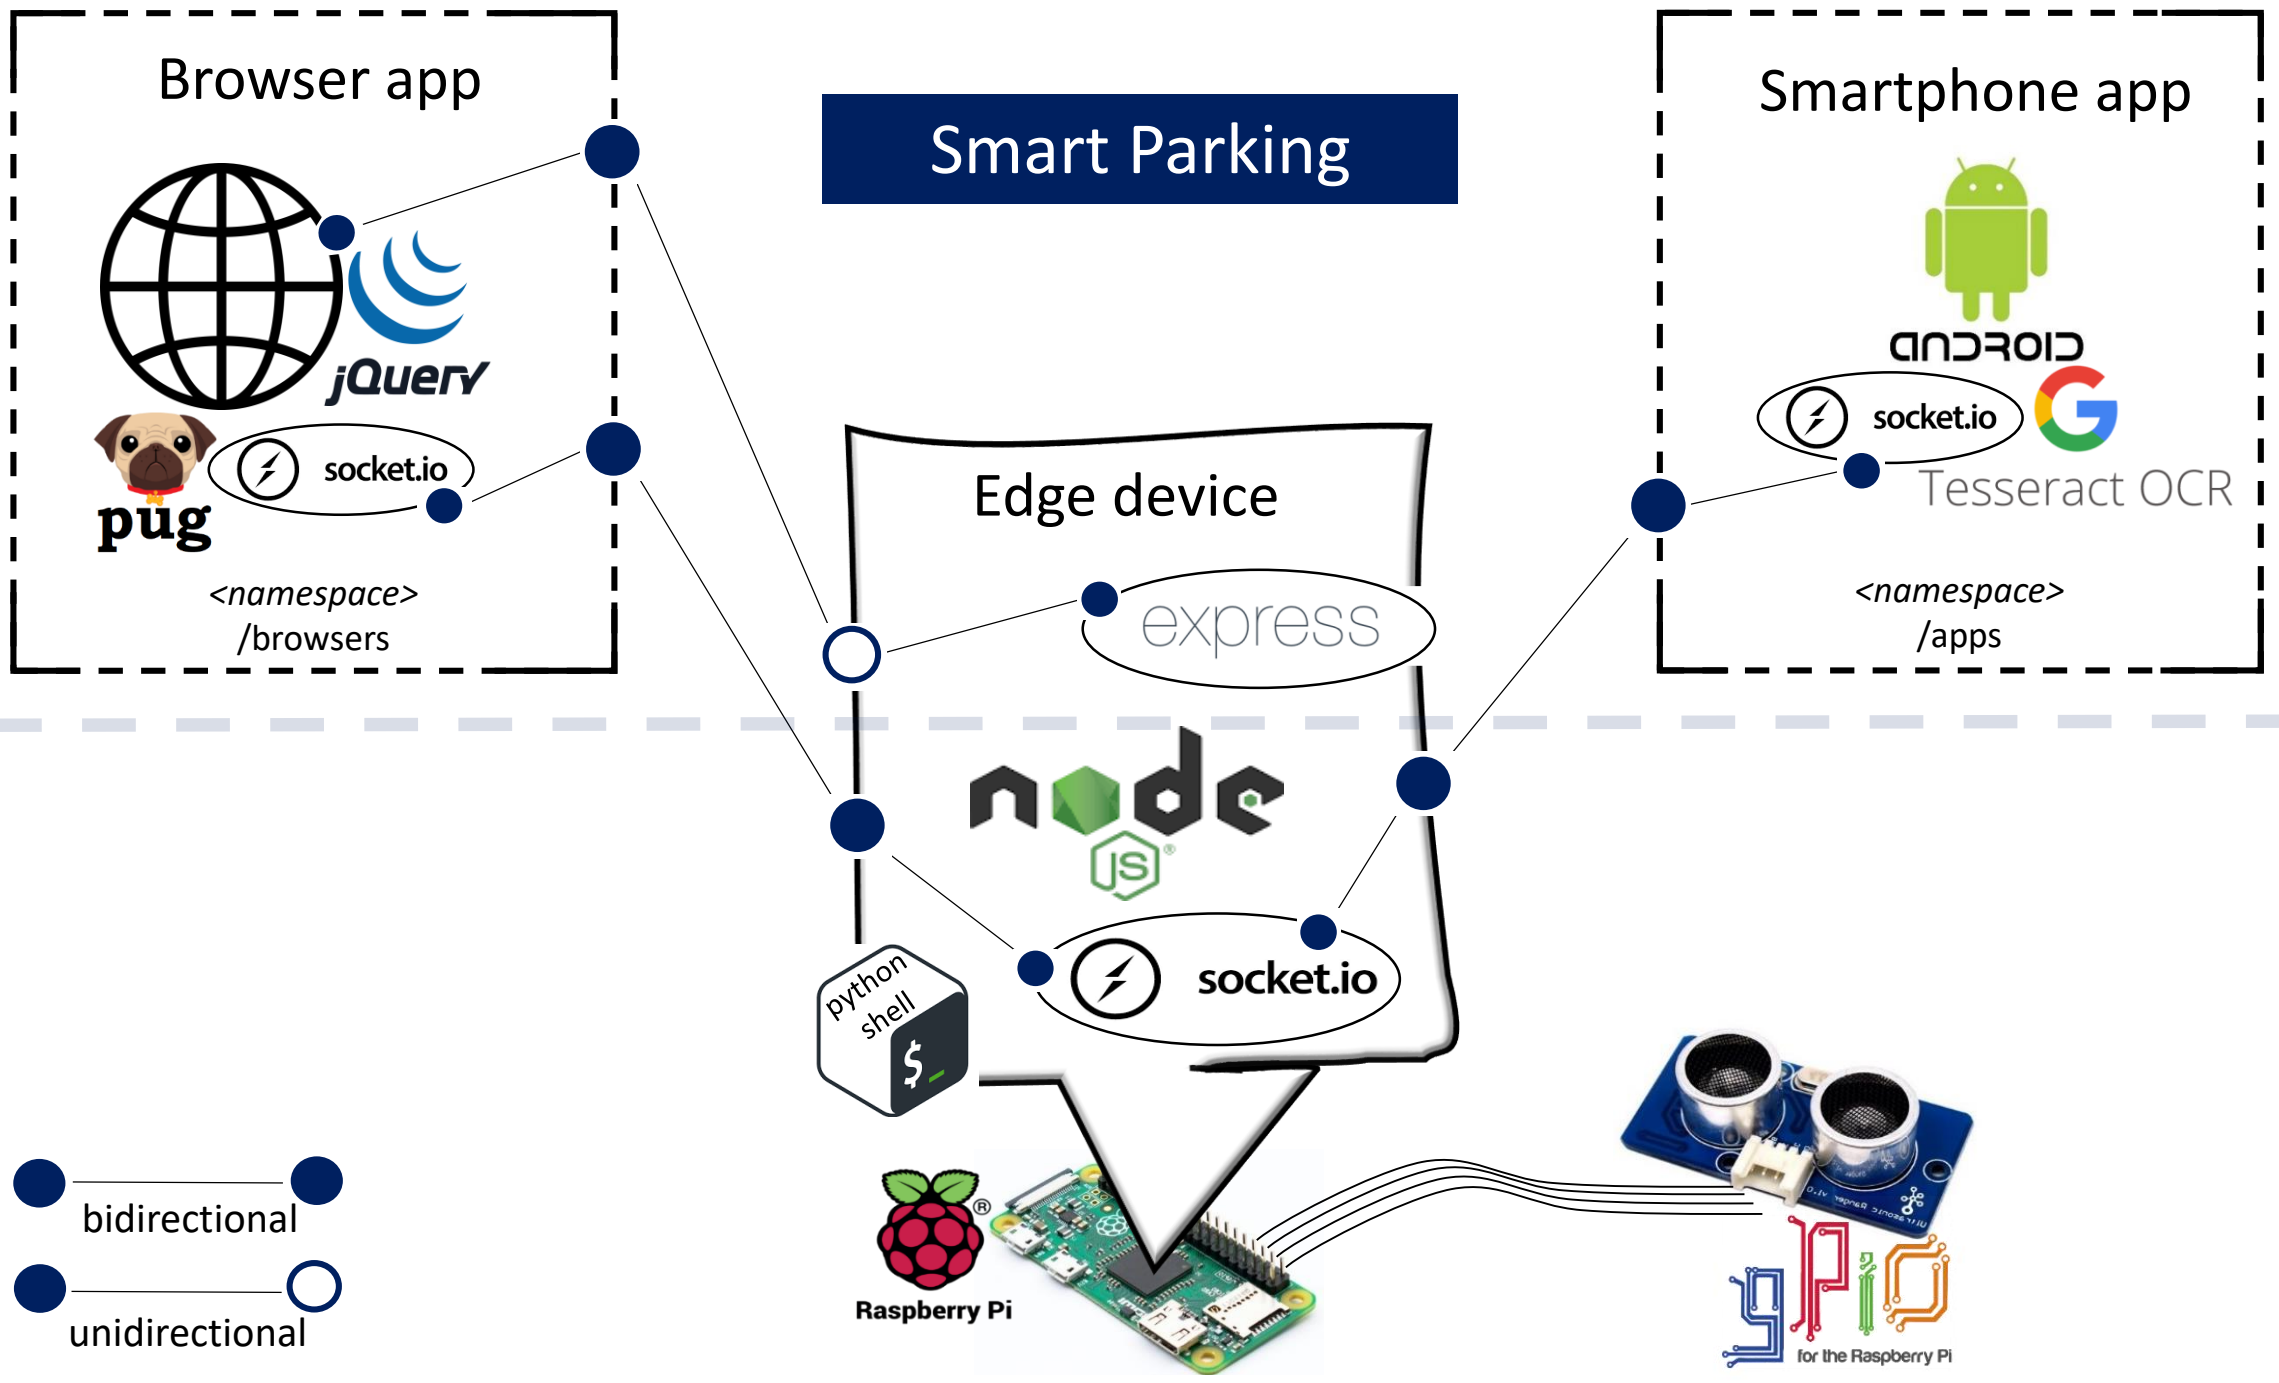 Browser app
jQuery
pug
socket.io
<namespace>
/browsers
Smart Parking
Smartphone app
ANDROID
socket.io
Tesseract OCR
<namespace>
/apps
Edge device
express
node
JS®
socket.io
python
shell
$_
Raspberry Pi
®
gPiO
for the Raspberry Pi
bidirectional
unidirectional